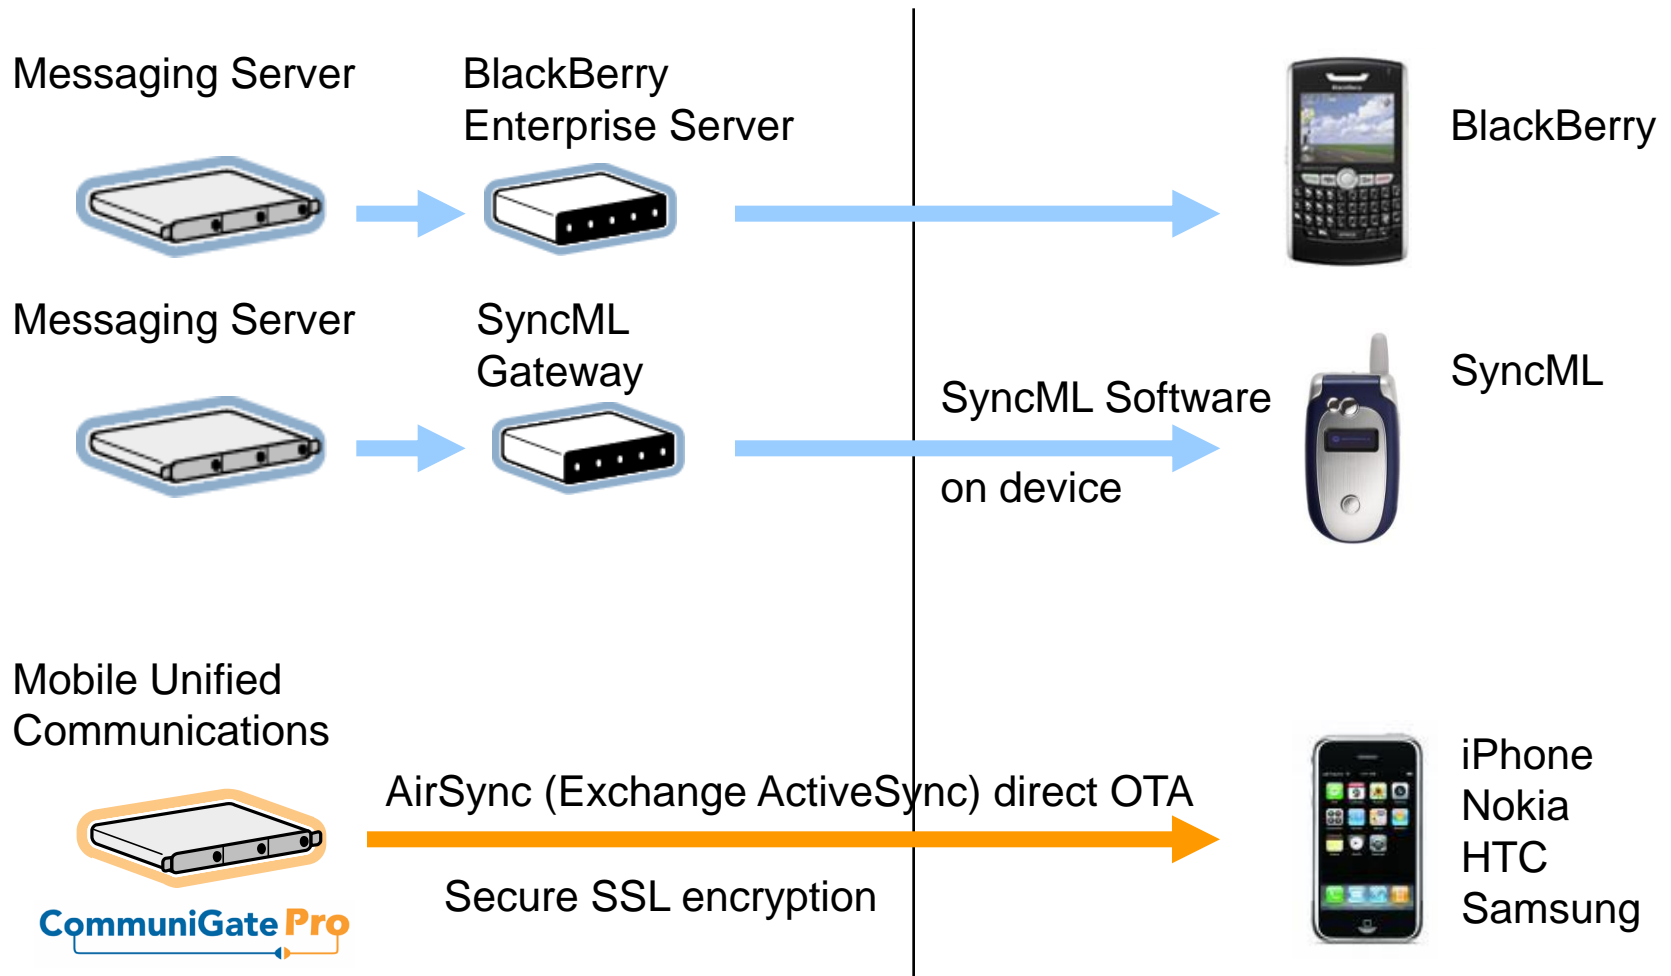 Messaging Server
BlackBerry
Enterprise Server
BlackBerry
Messaging Server
SyncML
Gateway
SyncML Software
on device
SyncML
Mobile Unified
Communications
AirSync (Exchange ActiveSync) direct OTA
Secure SSL encryption
CommuniGate Pro
iPhone
Nokia
HTC
Samsung